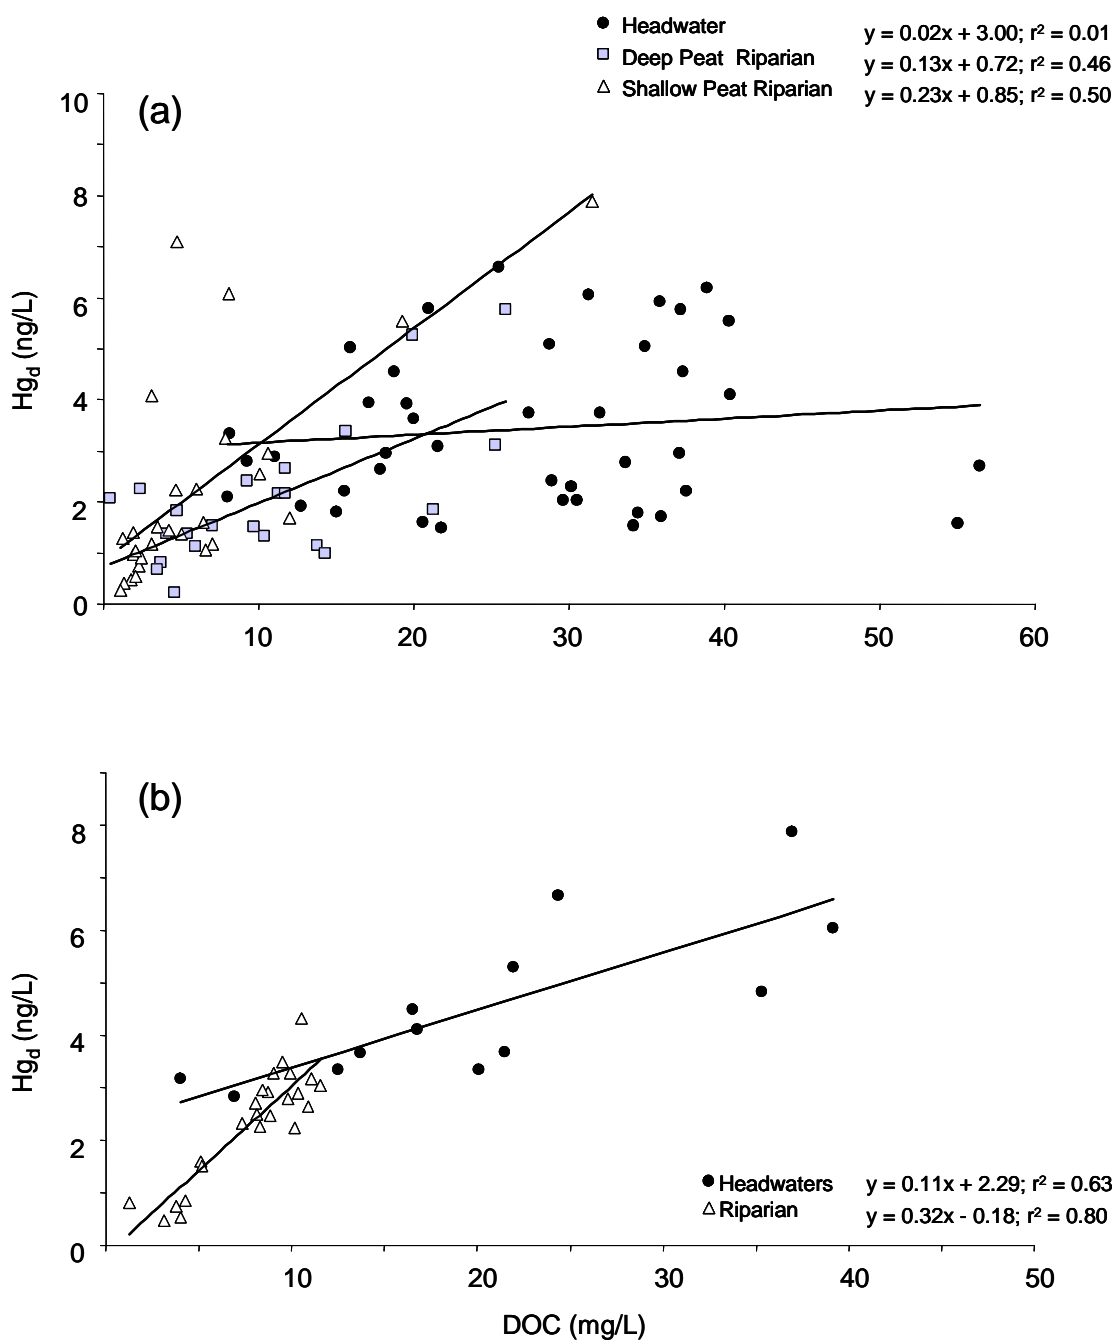 Headwater y = 0.02x + 3.00; r² = 0.01
Deep Peat Riparian y = 0.13x + 0.72; r² = 0.46
Shallow Peat Riparian y = 0.23x + 0.85; r² = 0.50
(a)
10
8
6
4
2
0
Hgd (ng/L)
10 20 30 40 50 60
(b)
8
6
4
2
0
Hgd (ng/L)
Headwaters y = 0.11x + 2.29; r² = 0.63
Riparian y = 0.32x - 0.18; r² = 0.80
10 20 30 40 50
DOC (mg/L)